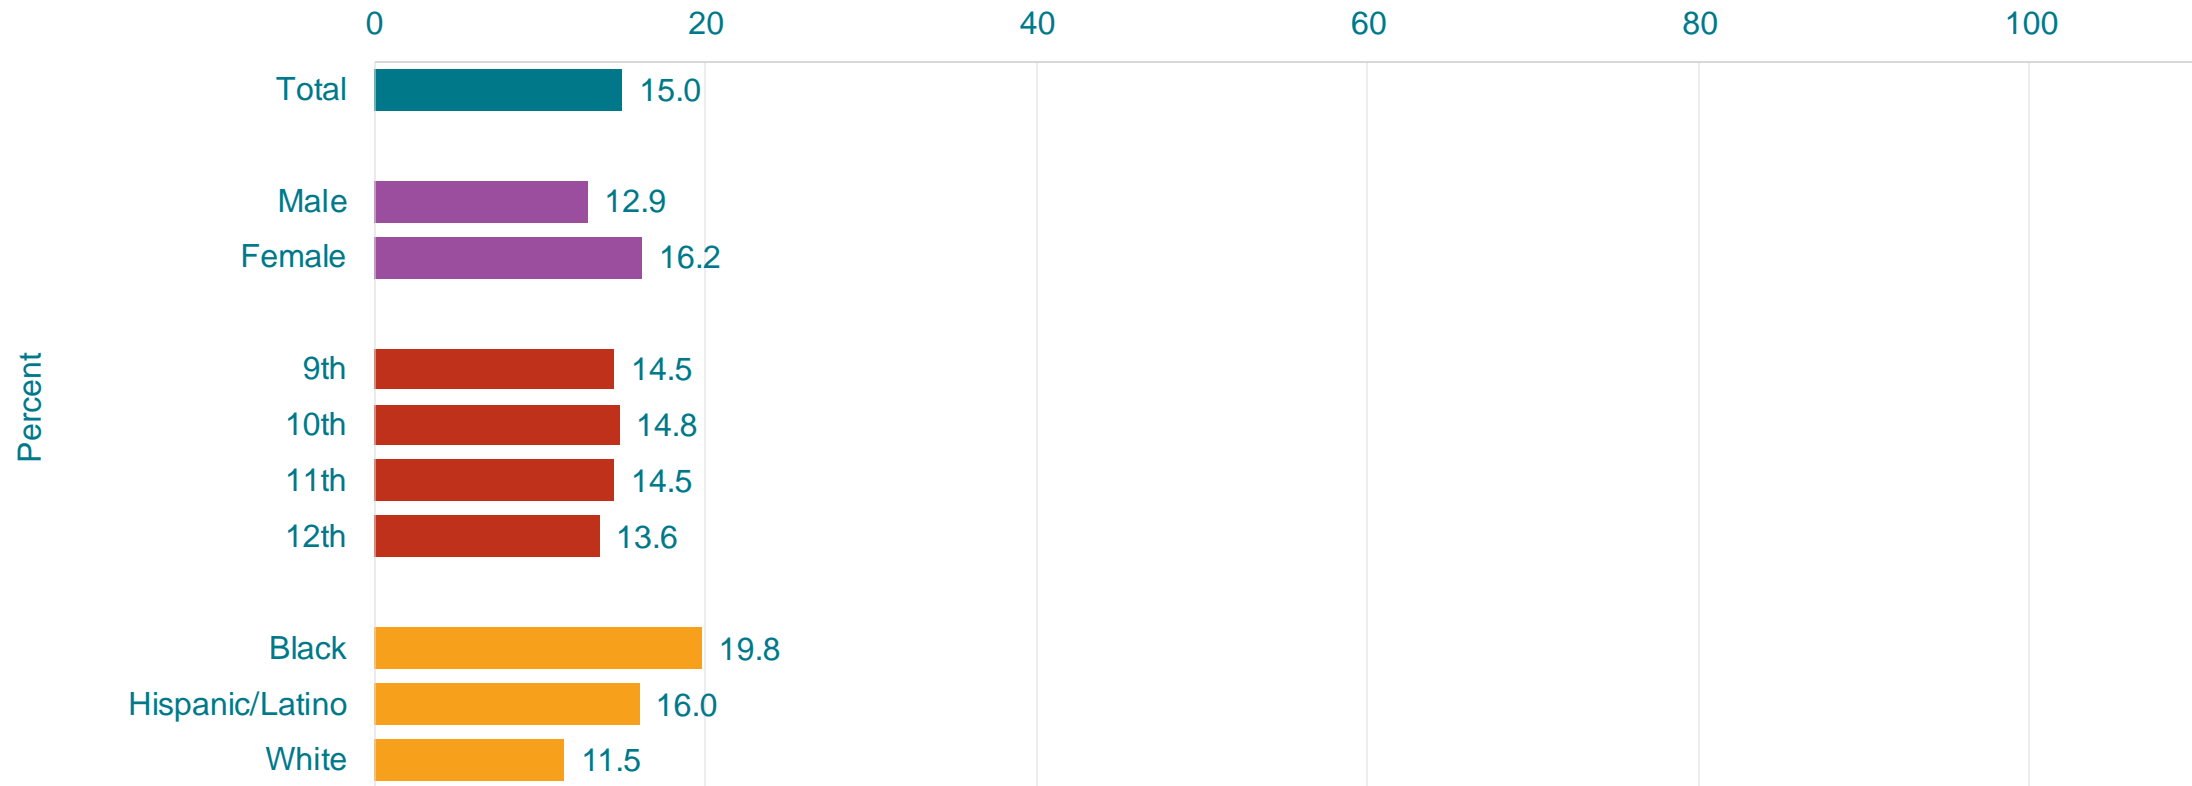 0 20 40 60 80 100
Total 15.0
Male 12.9
Female 16.2
Percent
9th 14.5
10th 14.8
11th 14.5
12th 13.6
Black 19.8
Hispanic/Latino 16.0
White 11.5